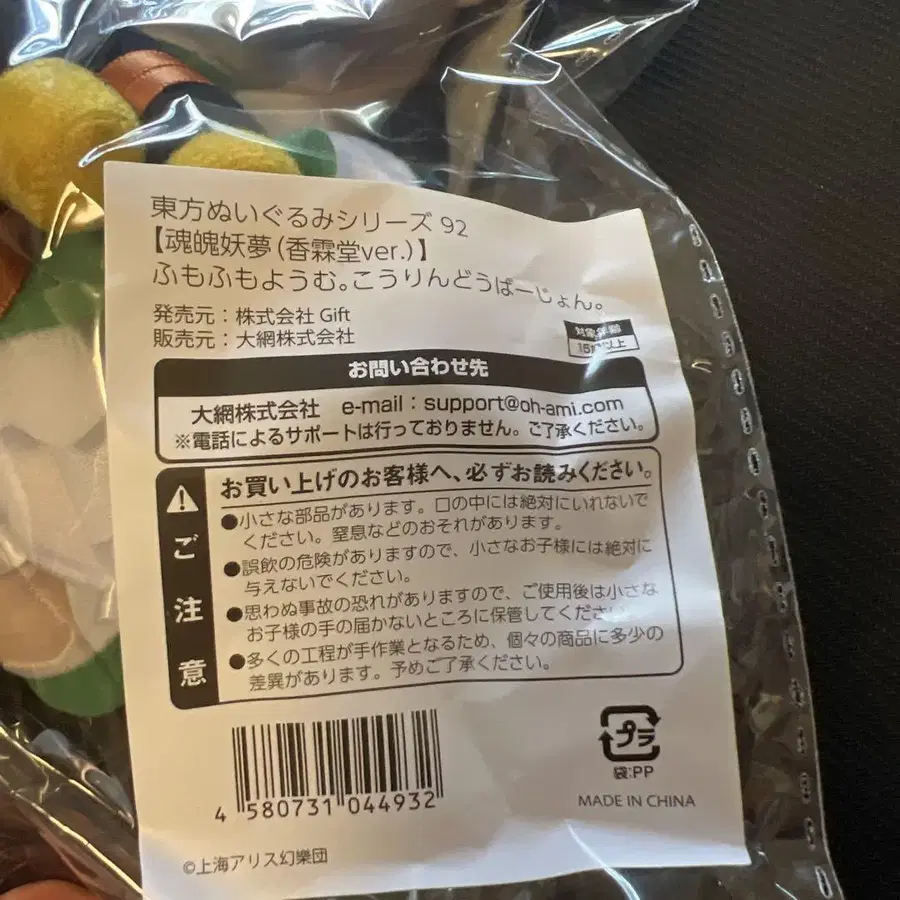 東方ぬいぐるみシリーズ 92
【魂魄妖夢(香霖堂ver.)】
ふもふもようむ。こうりんどうばーじょん。
発売元：株式会社 Gift
販売元：大網株式会社
対象年齢
15歳以上
お問い合わせ先
大網株式会社 e-mail：support@oh-ami.com
※電話によるサポートは行っておりません。ご了承ください。
ご注意
お買い上げのお客様へ、必ずお読みください。
●小さな部品があります。口の中には絶対にいれないで
ください。窒息などのおそれがあります。
●誤飲の危険がありますので、小さなお子様には絶対に
与えないでください。
●思わぬ事故の恐れがありますので、ご使用後は小さな
お子様の手の届かないところに保管してください
●多くの工程が手作業となるため、個々の商品に多少の
差異があります。予めご了承ください。
4 580731 044932
プラ
袋:PP
MADE IN CHINA
©上海アリス幻樂団